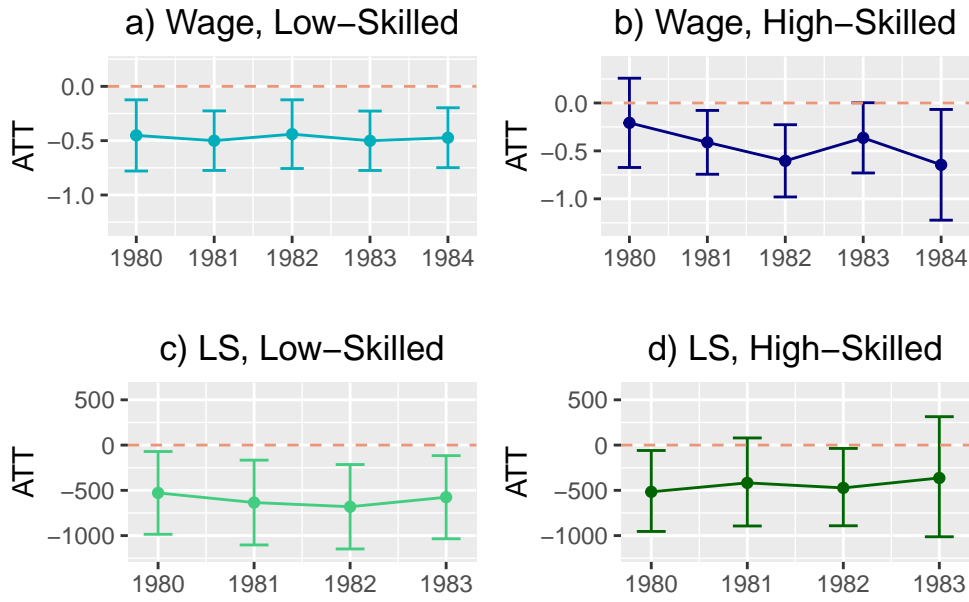 a) Wage, Low−Skilled
ATT
0.0
−0.5
−1.0
1980 1981 1982 1983 1984
b) Wage, High−Skilled
ATT
0.0
−0.5
−1.0
1980 1981 1982 1983 1984
c) LS, Low−Skilled
ATT
500
0
−500
−1000
1980 1981 1982 1983
d) LS, High−Skilled
ATT
500
0
−500
−1000
1980 1981 1982 1983